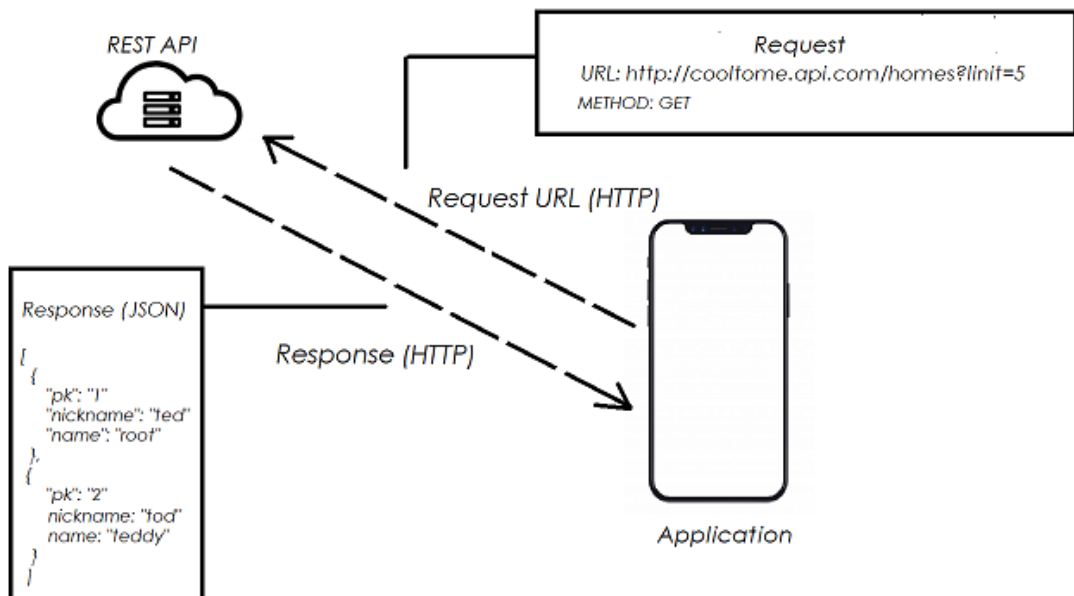 REST API
Request
URL: http://cooltome.api.com/homes?linit=5
METHOD: GET
Request URL (HTTP)
Response (JSON)
[
{
"pk": "1"
"nickname": "ted"
"name": "root"
},
{
"pk": "2"
nickname: "tod"
name: "teddy"
}
]
Response (HTTP)
Application